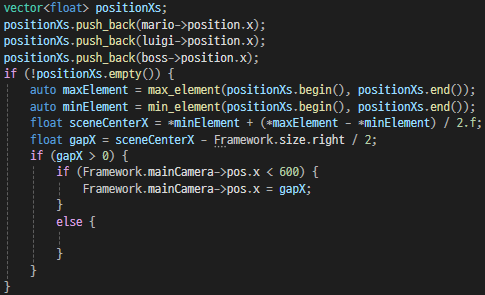 vector<float> positionXs;
positionXs.push_back(mario->position.x);
positionXs.push_back(luigi->position.x);
positionXs.push_back(boss->position.x);
if (!positionXs.empty()) {
    auto maxElement = max_element(positionXs.begin(), positionXs.end());
    auto minElement = min_element(positionXs.begin(), positionXs.end());
    float sceneCenterX = *minElement + (*maxElement - *minElement) / 2.f;
    float gapX = sceneCenterX - Framework.size.right / 2;
    if (gapX > 0) {
        if (Framework.mainCamera->pos.x < 600) {
            Framework.mainCamera->pos.x = gapX;
        }
        else {
        }
    }
}